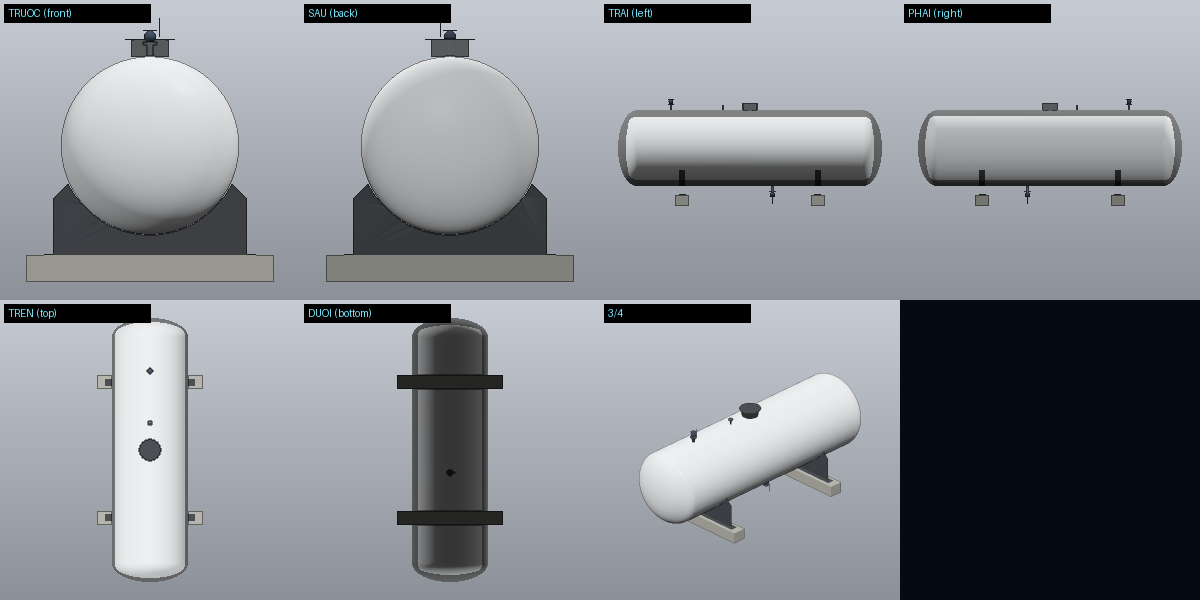 TRUOC (front)
SAU (back)
TRAI (left)
PHAI (right)
TREN (top)
DUOI (bottom)
3/4